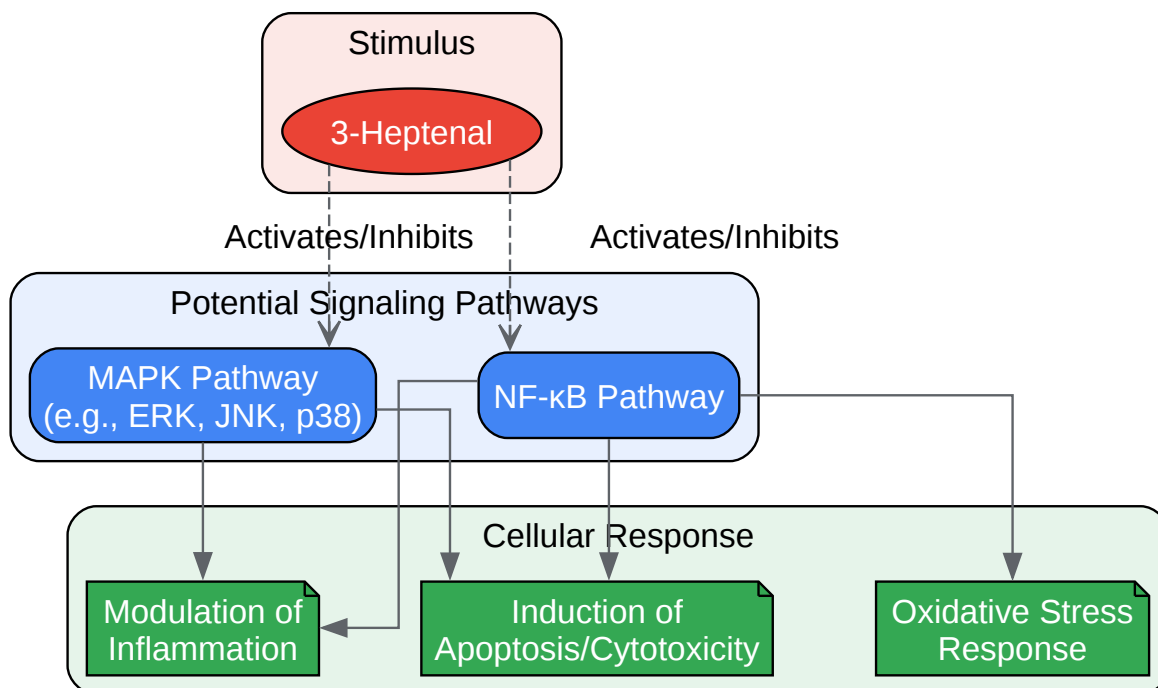 Stimulus
3-Heptenal
Activates/Inhibits
Activates/Inhibits
Potential Signaling Pathways
MAPK Pathway
(e.g., ERK, JNK, p38)
NF-κB Pathway
Cellular Response
Modulation of
Inflammation
Induction of
Apoptosis/Cytotoxicity
Oxidative Stress
Response